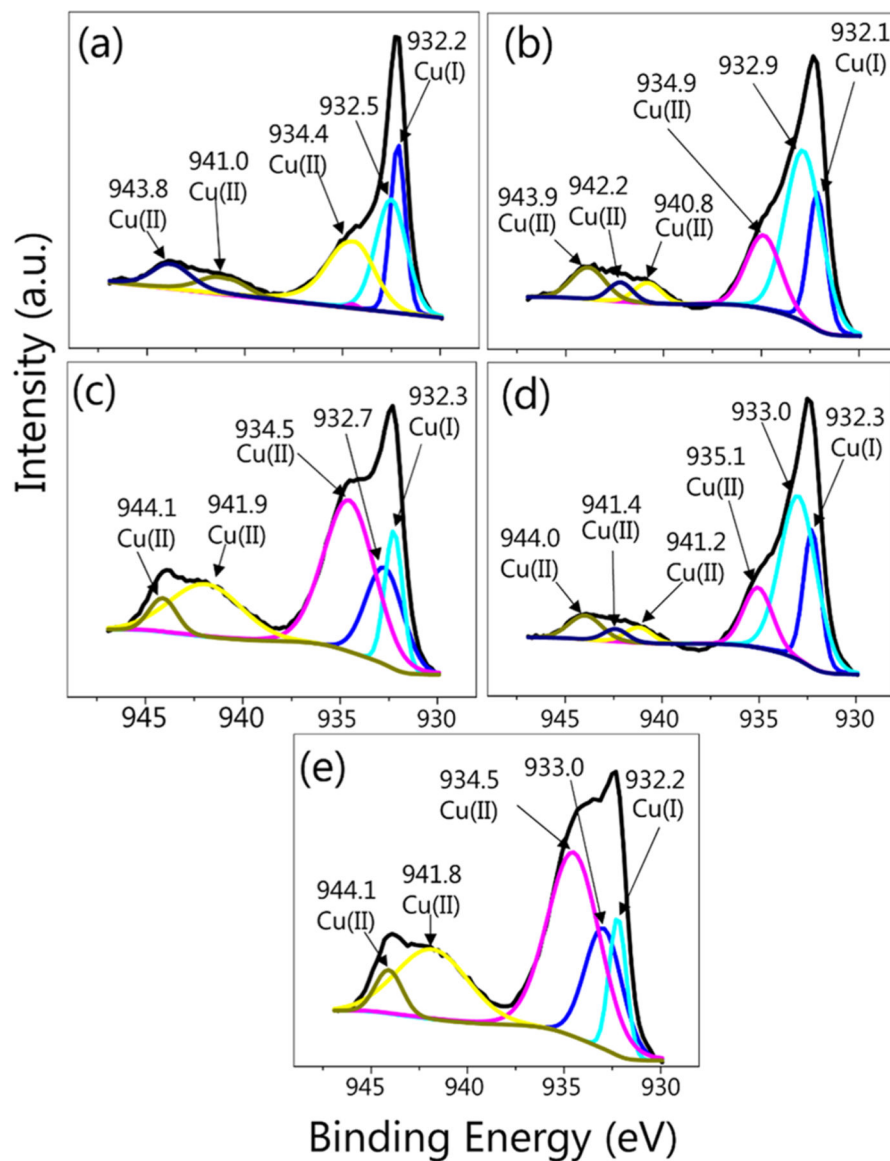 Intensity (a.u.)
(a)
932.2
Cu(I)
932.5
934.4
Cu(II)
941.0
Cu(II)
943.8
Cu(II)
(b)
932.1
Cu(I)
932.9
934.9
Cu(II)
940.8
Cu(II)
942.2
Cu(II)
943.9
Cu(II)
(c)
932.3
Cu(I)
932.7
934.5
Cu(II)
941.9
Cu(II)
944.1
Cu(II)
945 940 935 930
(d)
932.3
Cu(I)
933.0
935.1
Cu(II)
941.2
Cu(II)
941.4
Cu(II)
944.0
Cu(II)
945 940 935 930
(e)
932.2
Cu(I)
933.0
934.5
Cu(II)
941.8
Cu(II)
944.1
Cu(II)
945 940 935 930
Binding Energy (eV)